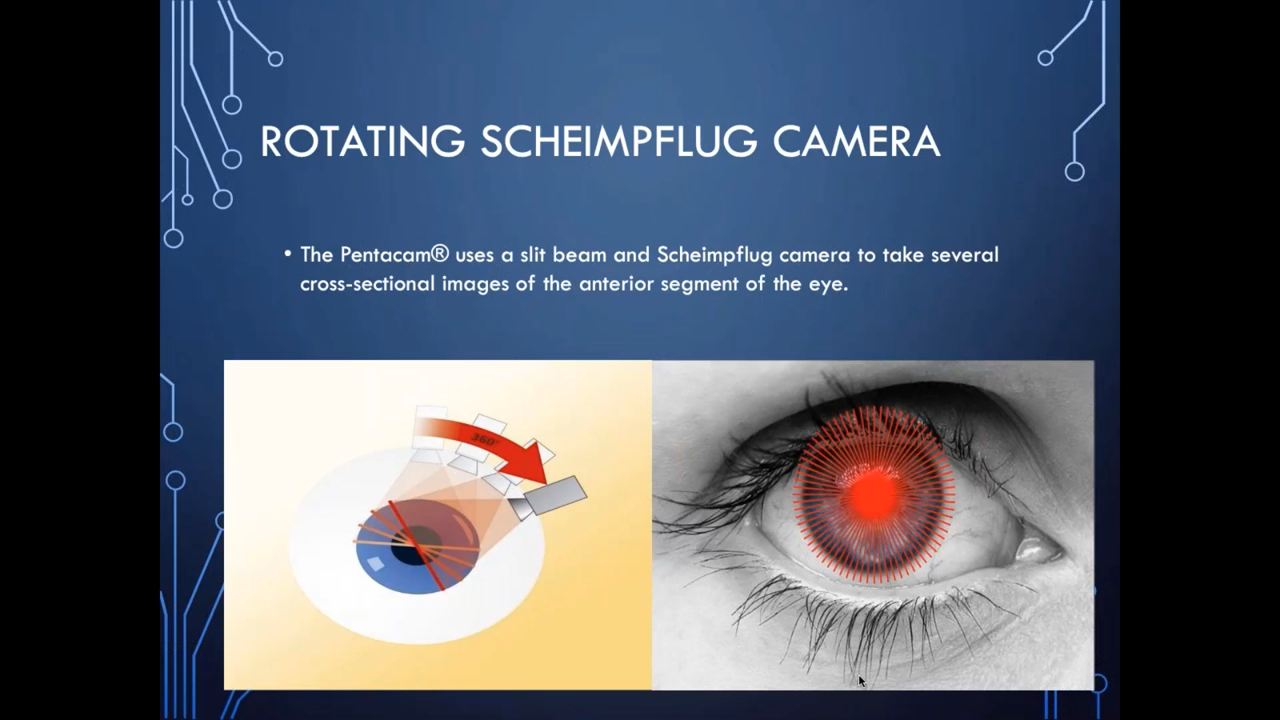 ROTATING SCHEIMPFLUG CAMERA
• The Pentacam® uses a slit beam and Scheimpflug camera to take several
cross-sectional images of the anterior segment of the eye.
360°